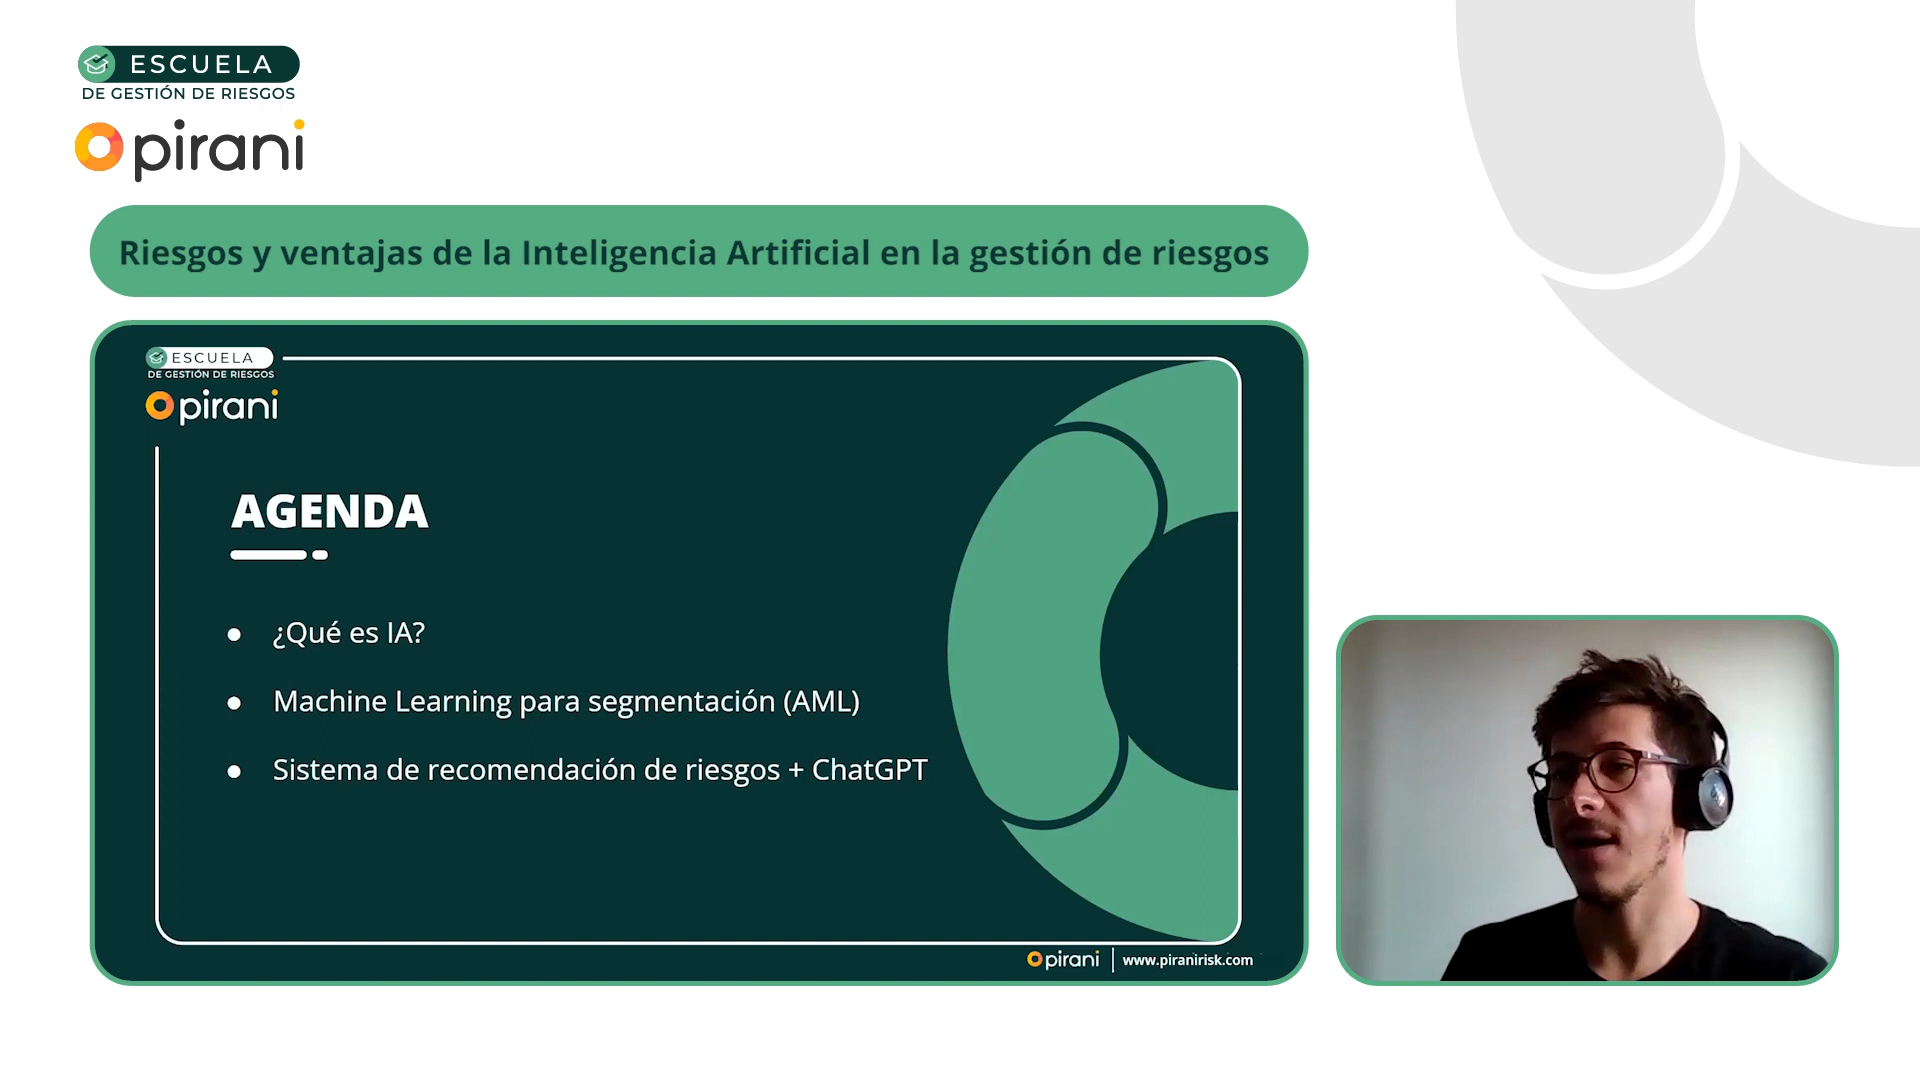 ESCUELA
DE GESTIÓN DE RIESGOS
pirani
Riesgos y ventajas de la Inteligencia Artificial en la gestión de riesgos
ESCUELA
DE GESTIÓN DE RIESGOS
pirani
AGENDA
● ¿Qué es IA?
● Machine Learning para segmentación (AML)
● Sistema de recomendación de riesgos + ChatGPT
pirani | www.piranirisk.com